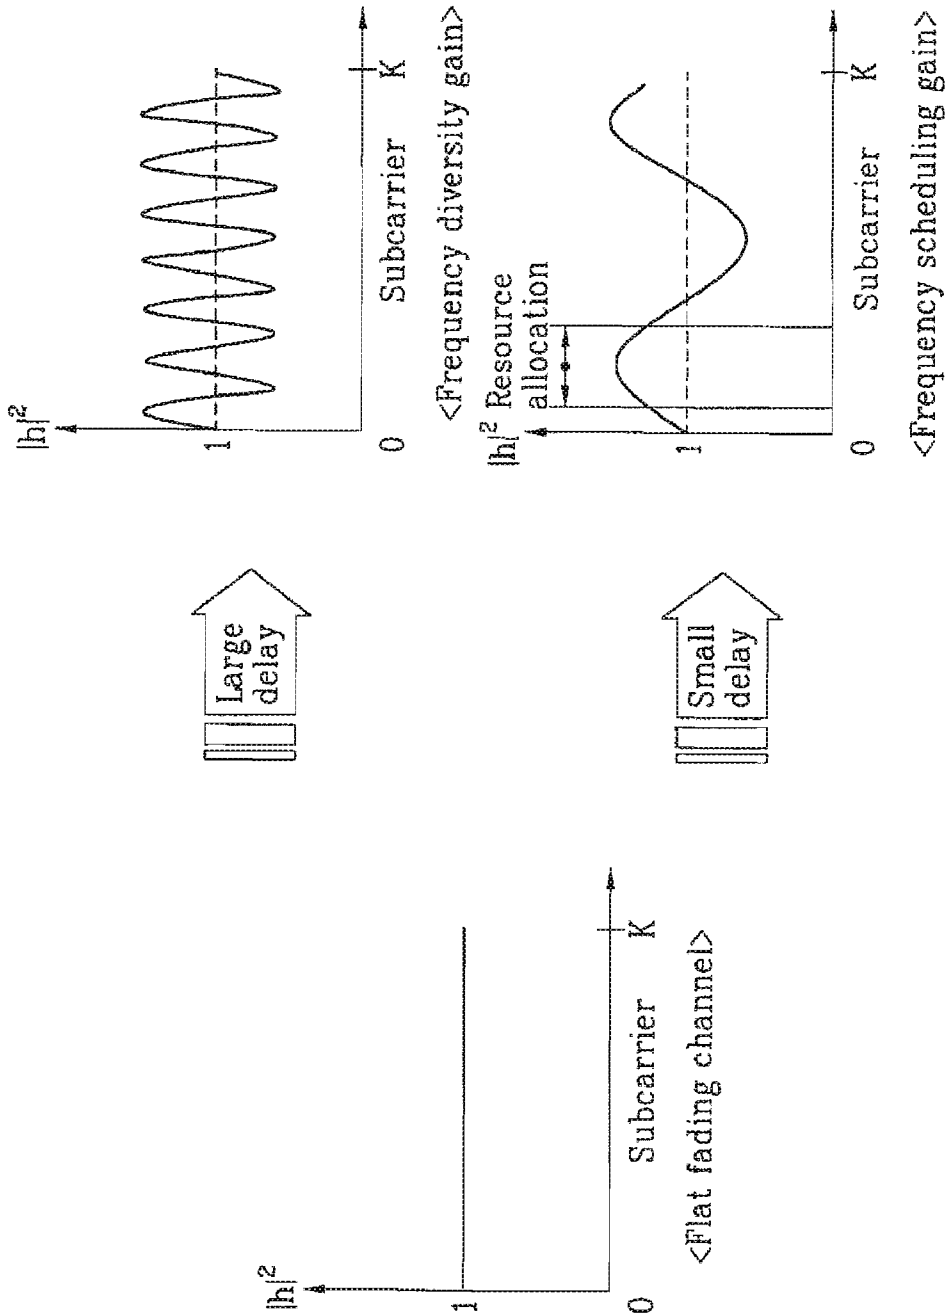 |h|²
1
0
K
Subcarrier
<Flat fading channel>
Large
delay
|h|²
1
0
K
Subcarrier
<Frequency diversity gain>
Small
delay
|h|²
Resource
allocation
1
0
K
Subcarrier
<Frequency scheduling gain>